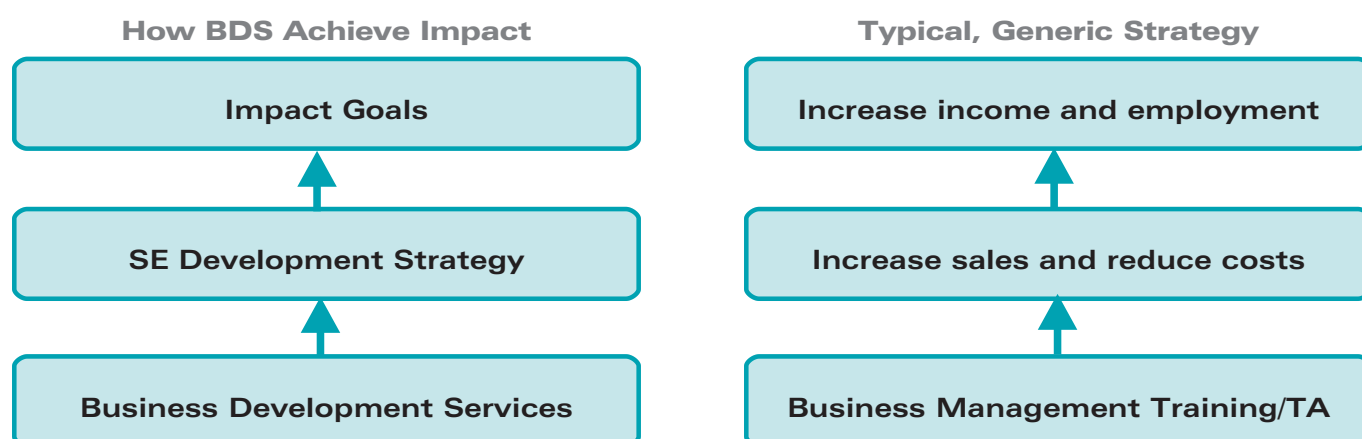 How BDS Achieve Impact
Impact Goals
SE Development Strategy
Business Development Services
Typical, Generic Strategy
Increase income and employment
Increase sales and reduce costs
Business Management Training/TA